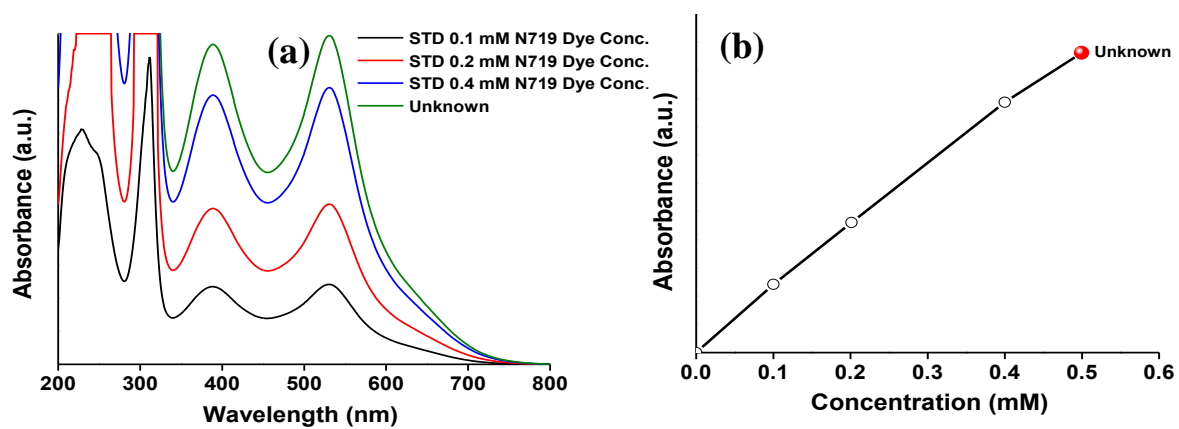 (a)
STD 0.1 mM N719 Dye Conc.
STD 0.2 mM N719 Dye Conc.
STD 0.4 mM N719 Dye Conc.
Unknown
Absorbance (a.u.)
200 300 400 500 600 700 800
Wavelength (nm)
(b)
Unknown
Absorbance (a.u.)
0.0 0.1 0.2 0.3 0.4 0.5 0.6
Concentration (mM)